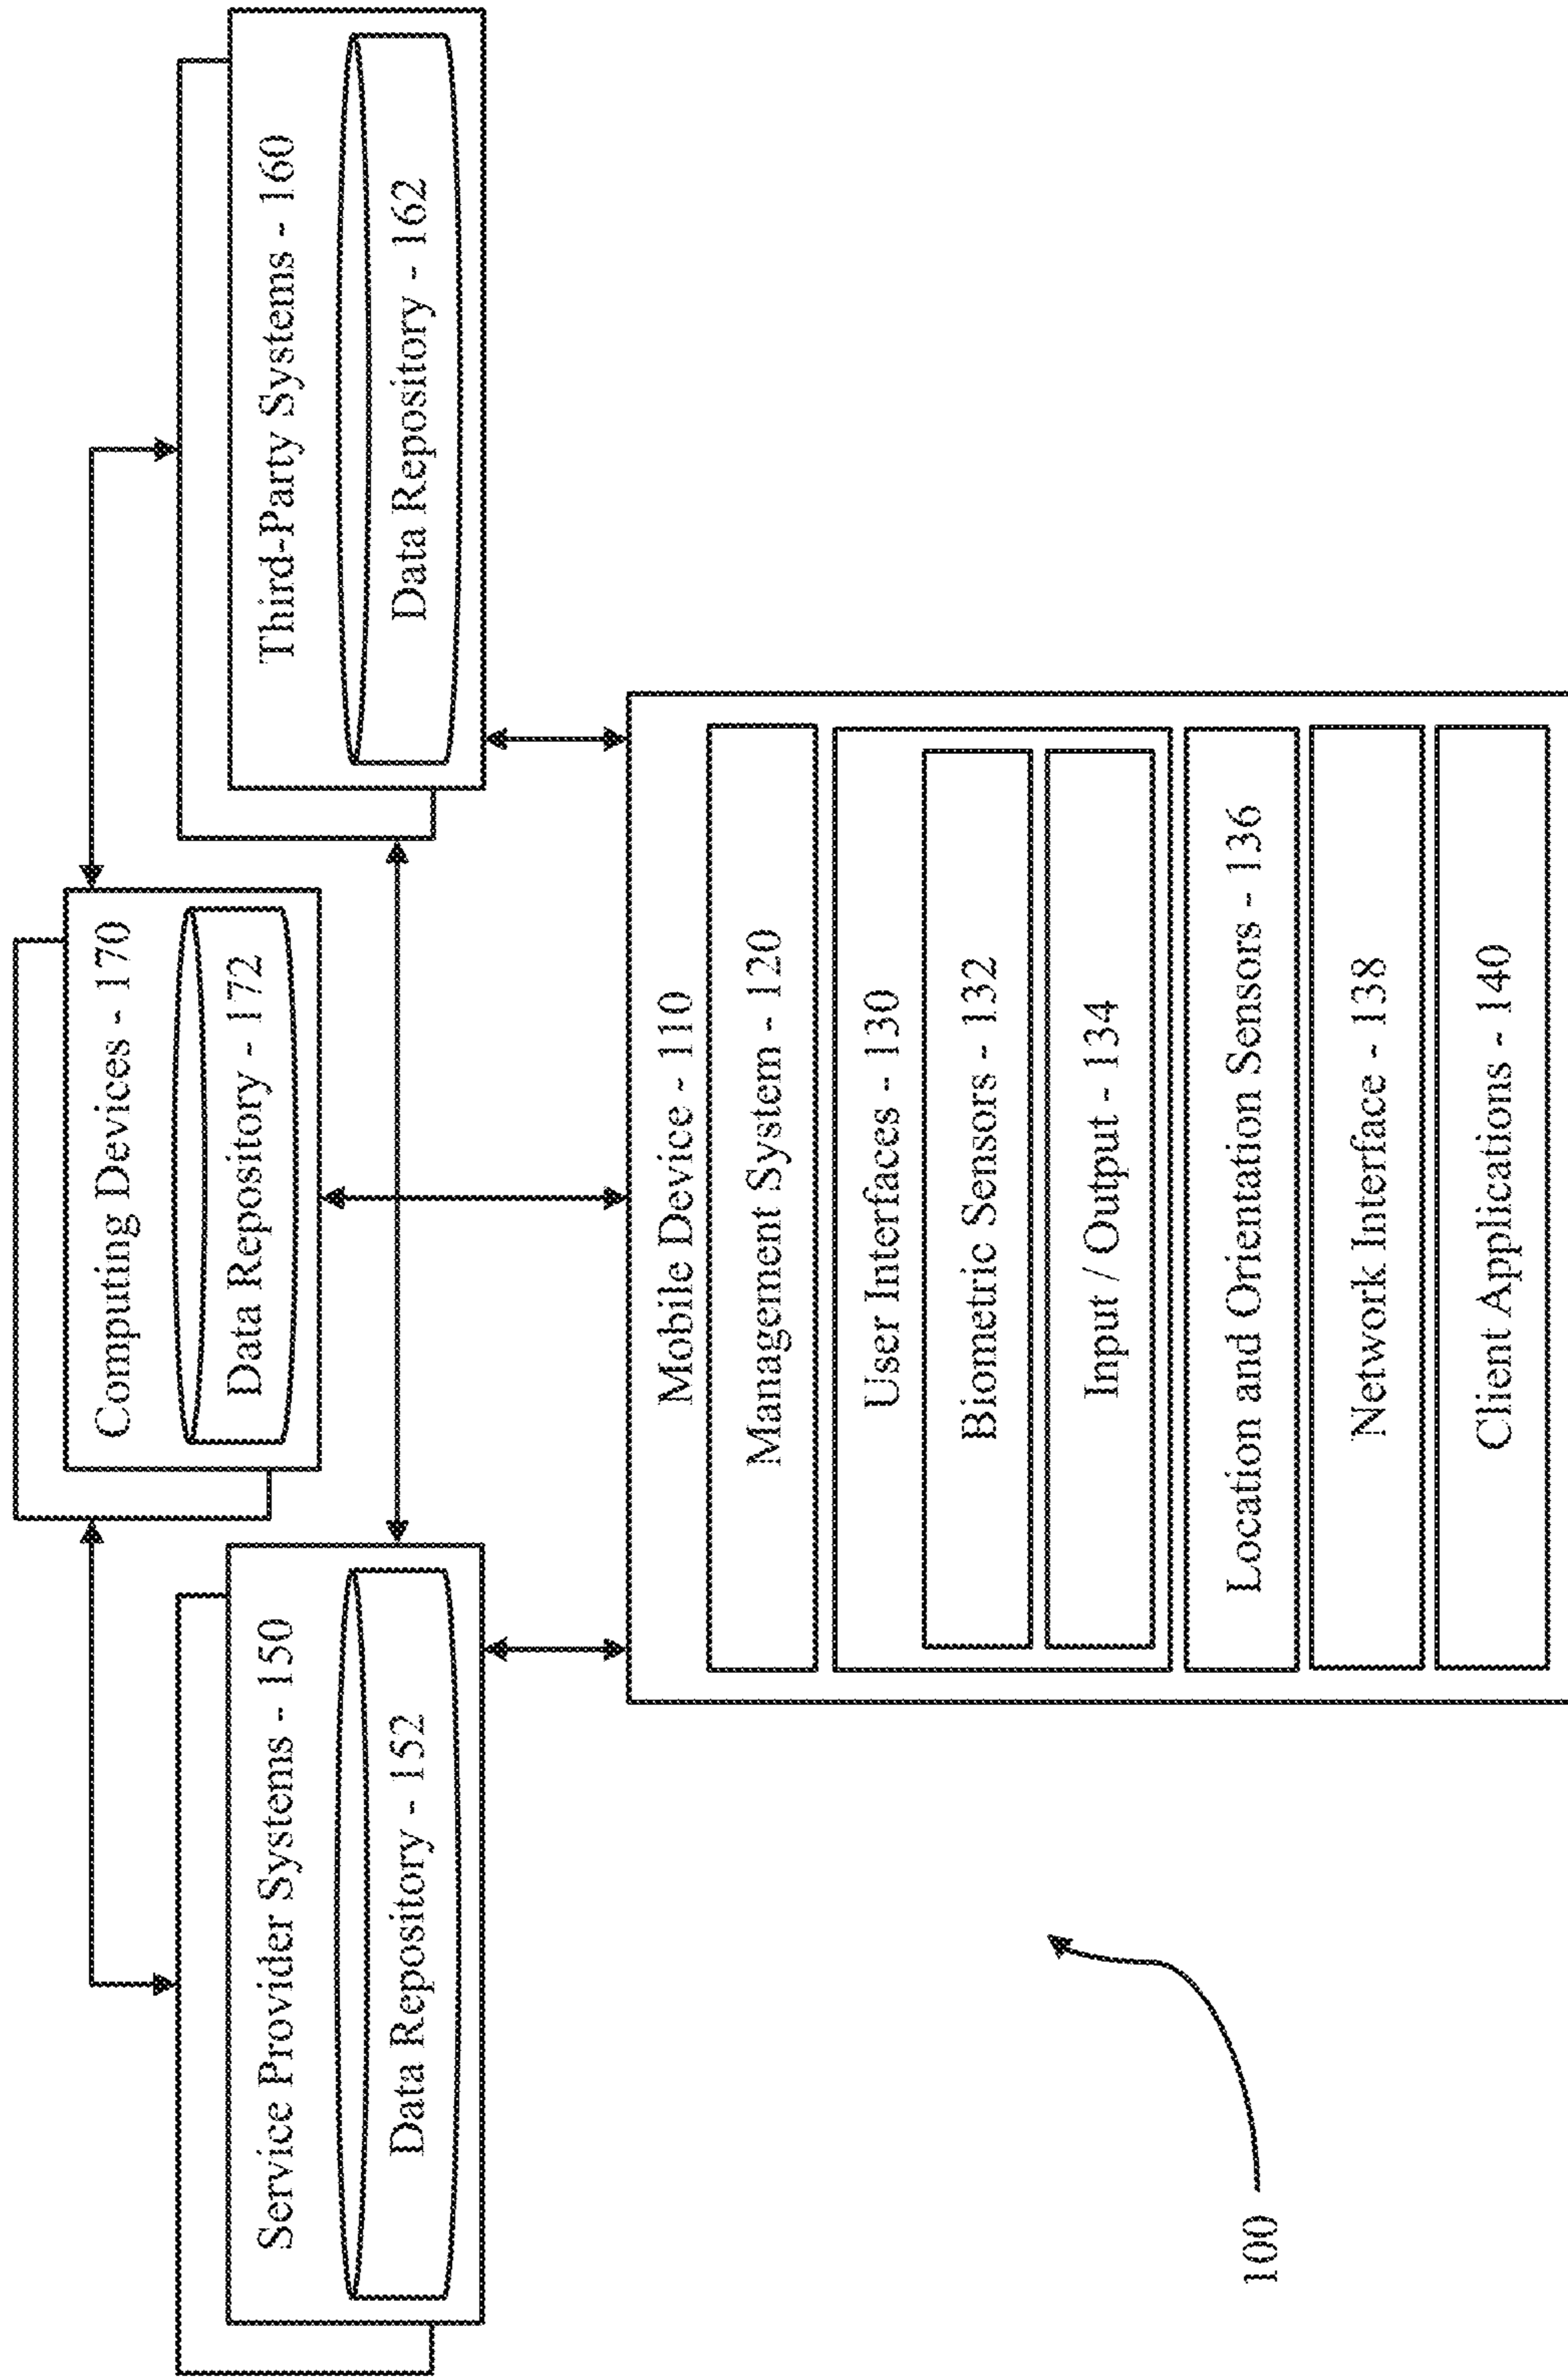 Computing Devices - 170
Data Repository - 172
Service Provider Systems - 150
Data Repository - 152
Third-Party Systems - 160
Data Repository - 162
Mobile Device - 110
Management System - 120
User Interfaces - 130
Biometric Sensors - 132
Input / Output - 134
Location and Orientation Sensors - 136
Network Interface - 138
Client Applications - 140
100